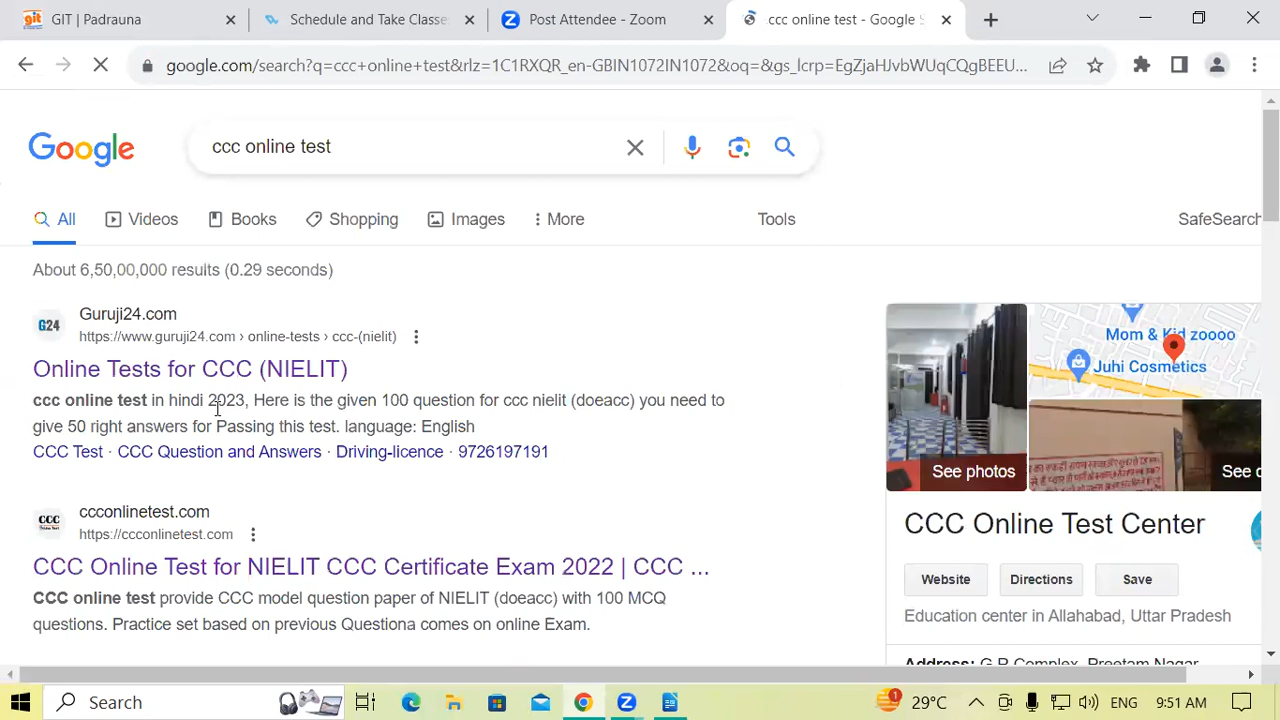 GIT | Padrauna
Schedule and Take Classe
Post Attendee - Zoom
ccc online test - Google S
google.com/search?q=ccc+online+test&rlz=1C1RXQR_en-GBIN1072IN1072&oq=&gs_lcrp=EgZjaHJvbWUqCQgBEEU...
Google
ccc online test
All
Videos
Books
Shopping
Images
More
Tools
SafeSearch
About 6,50,00,000 results (0.29 seconds)
G24
Guruji24.com
https://www.guruji24.com › online-tests › ccc-(nielit)
Online Tests for CCC (NIELIT)
ccc online test in hindi 2023, Here is the given 100 question for ccc nielit (doeacc) you need to
give 50 right answers for Passing this test. language: English
CCC Test · CCC Question and Answers · Driving-licence · 9726197191
CCC
ccconlinetest.com
https://ccconlinetest.com
CCC Online Test for NIELIT CCC Certificate Exam 2022 | CCC ...
CCC online test provide CCC model question paper of NIELIT (doeacc) with 100 MCQ
questions. Practice set based on previous Questiona comes on online Exam.
Mom & Kid zoooo
Juhi Cosmetics
See photos
See o
CCC Online Test Center
Website
Directions
Save
Education center in Allahabad, Uttar Pradesh
Address: G R Complex, Preetam Nagar
Search
1
29°C
ENG
9:51 AM